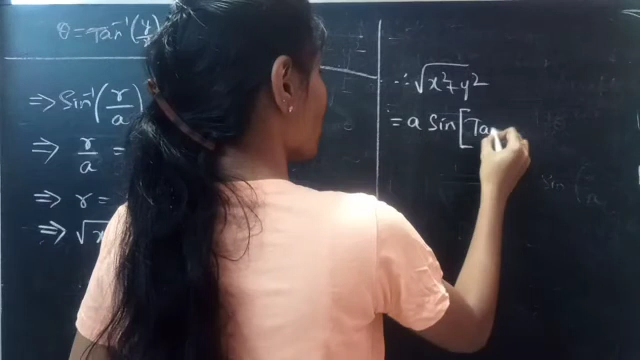 θ = Tan⁻¹(y/
⇒ Sin⁻¹(r/a)
⇒ r/a =
⇒ r =
⇒ √x
∴ √x²+y²
= a Sin[Ta